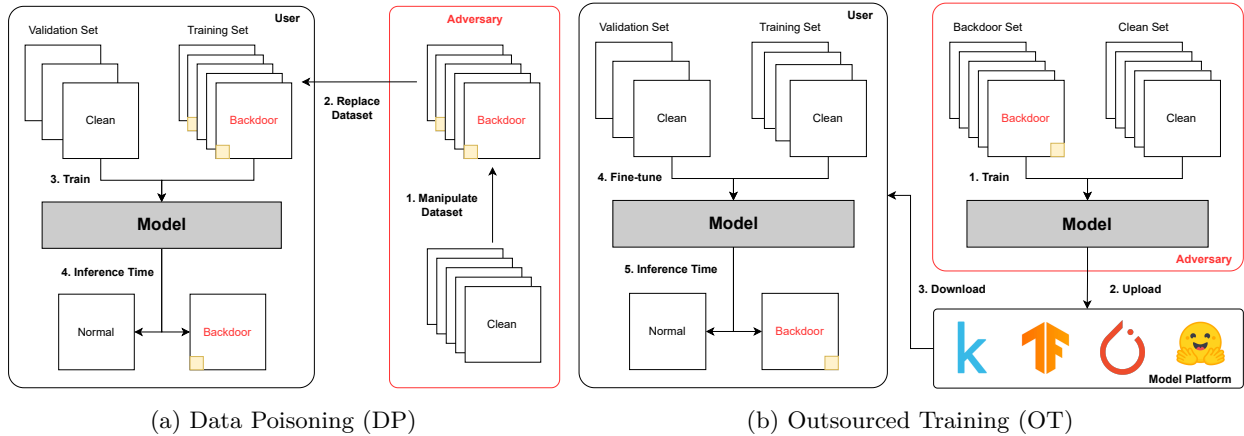 User
Validation Set
Training Set
Clean
Backdoor
3. Train
Model
4. Inference Time
Normal
Backdoor
2. Replace
Dataset
Adversary
Backdoor
1. Manipulate
Dataset
Clean
(a) Data Poisoning (DP)
User
Validation Set
Training Set
Clean
Clean
4. Fine-tune
Model
5. Inference Time
Normal
Backdoor
Backdoor Set
Clean Set
Backdoor
Clean
1. Train
Model
Adversary
3. Download
2. Upload
k
TF
Model Platform
(b) Outsourced Training (OT)